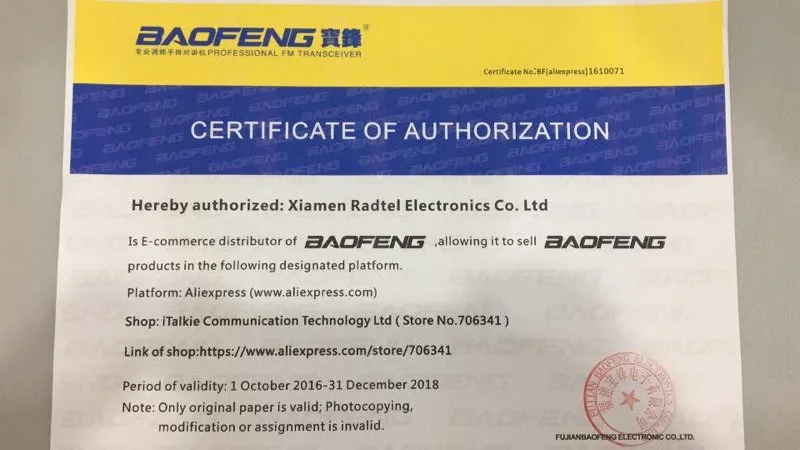 BAOFENG 寶鋒®
专业调频手持对讲机 PROFESSIONAL FM TRANSCEIVER
Certificate No:BF(aliexpress)1610071
CERTIFICATE OF AUTHORIZATION
Hereby authorized: Xiamen Radtel Electronics Co. Ltd
Is E-commerce distributor of BAOFENG ,allowing it to sell BAOFENG
products in the following designated platform.
Platform: Aliexpress (www.aliexpress.com)
Shop: iTalkie Communication Technology Ltd ( Store No.706341 )
Link of shop:https://www.aliexpress.com/store/706341
Period of validity: 1 October 2016-31 December 2018
Note: Only original paper is valid; Photocopying,
modification or assignment is invalid.
FUJIANBAOFENG ELECTRONIC CO.,LTD.